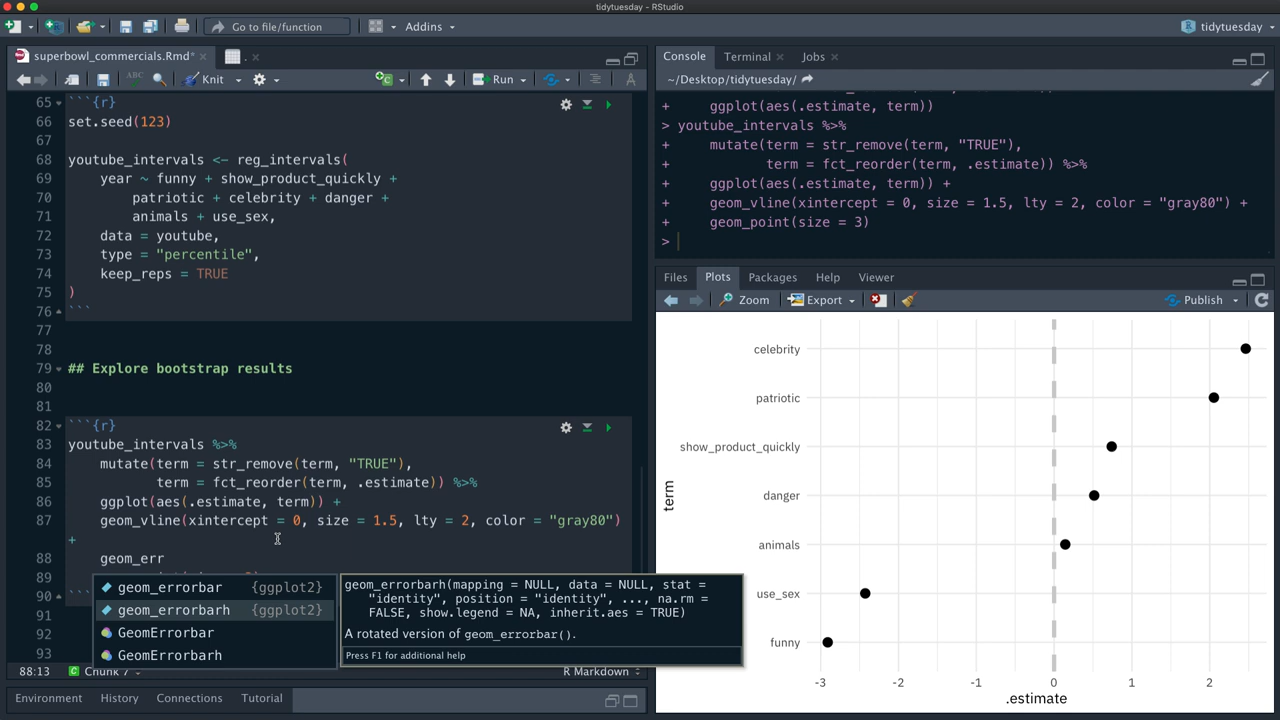 tidytuesday - RStudio
Go to file/function
Addins
tidytuesday
superbowl_commercials.Rmd*
.
ABC
Knit
Run
65 ```{r}
66 set.seed(123)
67
68 youtube_intervals <- reg_intervals(
69 year ~ funny + show_product_quickly +
70 patriotic + celebrity + danger +
71 animals + use_sex,
72 data = youtube,
73 type = "percentile",
74 keep_reps = TRUE
75 )
76 ```
77
78
79 ## Explore bootstrap results
80
81
82 ```{r}
83 youtube_intervals %>%
84 mutate(term = str_remove(term, "TRUE"),
85 term = fct_reorder(term, .estimate)) %>%
86 ggplot(aes(.estimate, term)) +
87 geom_vline(xintercept = 0, size = 1.5, lty = 2, color = "gray80")
+
88 geom_err
89
90 ```
91
92
93
geom_errorbar {ggplot2}
geom_errorbarh {ggplot2}
GeomErrorbar
GeomErrorbarh
geom_errorbarh(mapping = NULL, data = NULL, stat =
"identity", position = "identity", ..., na.rm =
FALSE, show.legend = NA, inherit.aes = TRUE)
A rotated version of geom_errorbar().
Press F1 for additional help
88:13
Chunk 7
R Markdown
Environment
History
Connections
Tutorial
Console
Terminal
Jobs
~/Desktop/tidytuesday/
+ ggplot(aes(.estimate, term))
> youtube_intervals %>%
+ mutate(term = str_remove(term, "TRUE"),
+ term = fct_reorder(term, .estimate)) %>%
+ ggplot(aes(.estimate, term)) +
+ geom_vline(xintercept = 0, size = 1.5, lty = 2, color = "gray80") +
+ geom_point(size = 3)
>
Files
Plots
Packages
Help
Viewer
Zoom
Export
Publish
celebrity
patriotic
show_product_quickly
danger
animals
use_sex
funny
term
-3 -2 -1 0 1 2
.estimate